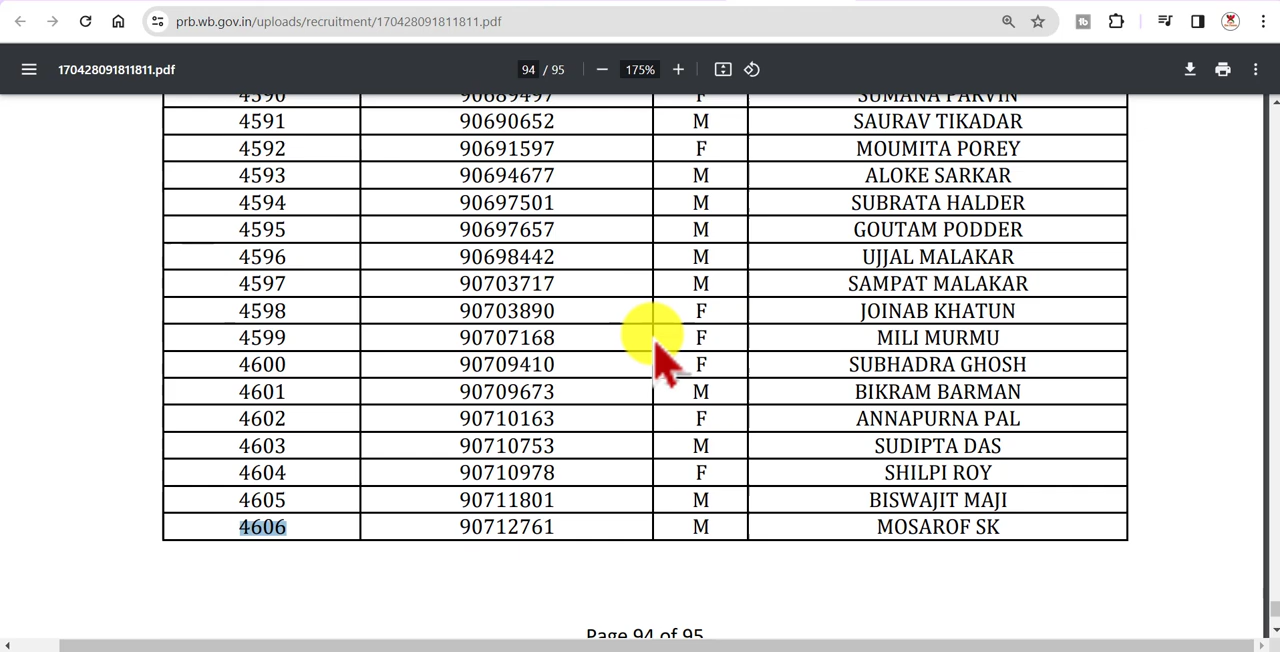 prb.wb.gov.in/uploads/recruitment/170428091811811.pdf
170428091811811.pdf
94 / 95
175%
4590 90689497 F SUMANA PARVIN
4591 90690652 M SAURAV TIKADAR
4592 90691597 F MOUMITA POREY
4593 90694677 M ALOKE SARKAR
4594 90697501 M SUBRATA HALDER
4595 90697657 M GOUTAM PODDER
4596 90698442 M UJJAL MALAKAR
4597 90703717 M SAMPAT MALAKAR
4598 90703890 F JOINAB KHATUN
4599 90707168 F MILI MURMU
4600 90709410 F SUBHADRA GHOSH
4601 90709673 M BIKRAM BARMAN
4602 90710163 F ANNAPURNA PAL
4603 90710753 M SUDIPTA DAS
4604 90710978 F SHILPI ROY
4605 90711801 M BISWAJIT MAJI
4606 90712761 M MOSAROF SK
Page 94 of 95